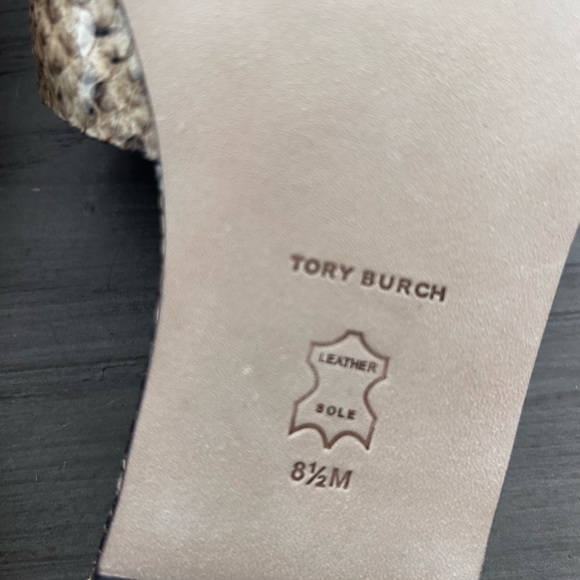 TORY BURCH
LEATHER
SOLE
8½M